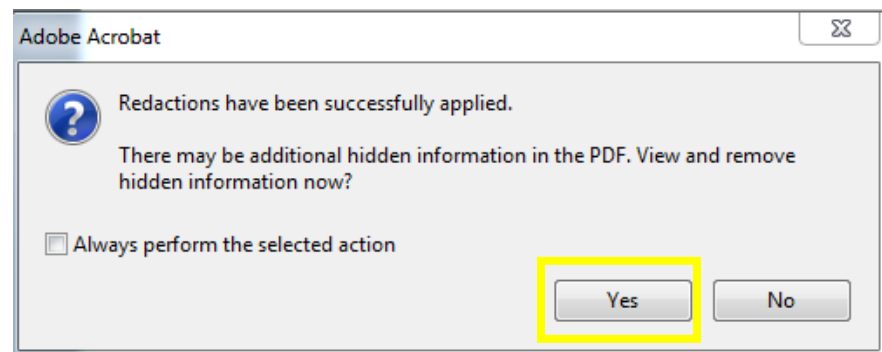 Adobe Acrobat
Redactions have been successfully applied.
There may be additional hidden information in the PDF. View and remove
hidden information now?
Always perform the selected action
Yes No